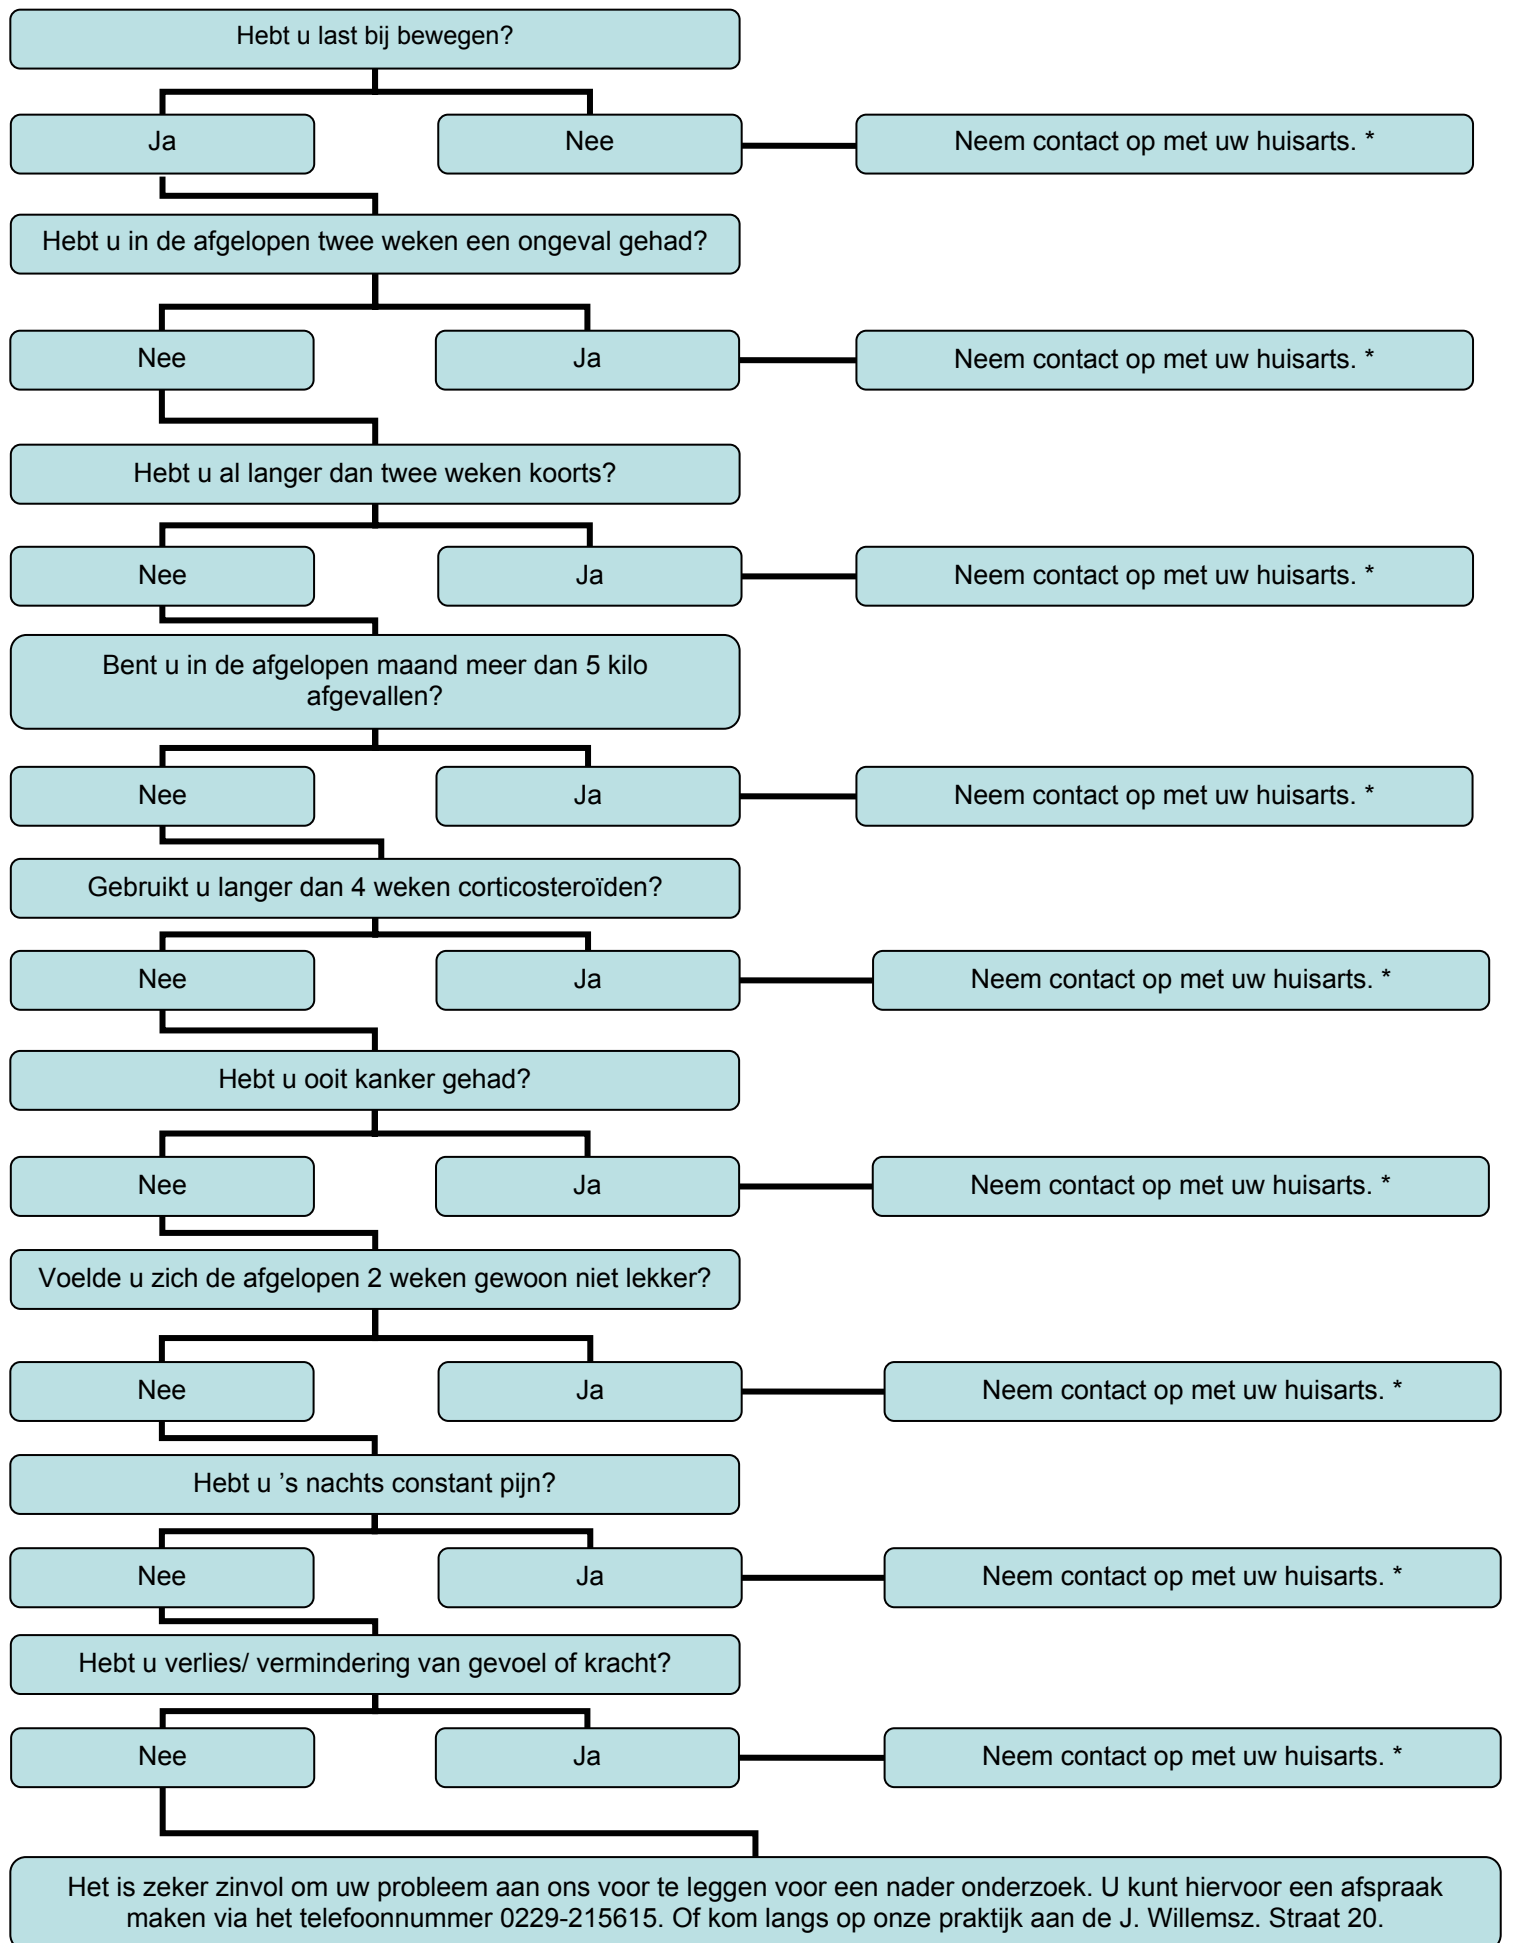 Hebt u last bij bewegen?
Ja
Nee
Neem contact op met uw huisarts. *
Hebt u in de afgelopen twee weken een ongeval gehad?
Nee
Ja
Neem contact op met uw huisarts. *
Hebt u al langer dan twee weken koorts?
Nee
Ja
Neem contact op met uw huisarts. *
Bent u in de afgelopen maand meer dan 5 kilo
afgevallen?
Nee
Ja
Neem contact op met uw huisarts. *
Gebruikt u langer dan 4 weken corticosteroïden?
Nee
Ja
Neem contact op met uw huisarts. *
Hebt u ooit kanker gehad?
Nee
Ja
Neem contact op met uw huisarts. *
Voelde u zich de afgelopen 2 weken gewoon niet lekker?
Nee
Ja
Neem contact op met uw huisarts. *
Hebt u ’s nachts constant pijn?
Nee
Ja
Neem contact op met uw huisarts. *
Hebt u verlies/ vermindering van gevoel of kracht?
Nee
Ja
Neem contact op met uw huisarts. *
Het is zeker zinvol om uw probleem aan ons voor te leggen voor een nader onderzoek. U kunt hiervoor een afspraak
maken via het telefoonnummer 0229-215615. Of kom langs op onze praktijk aan de J. Willemsz. Straat 20.